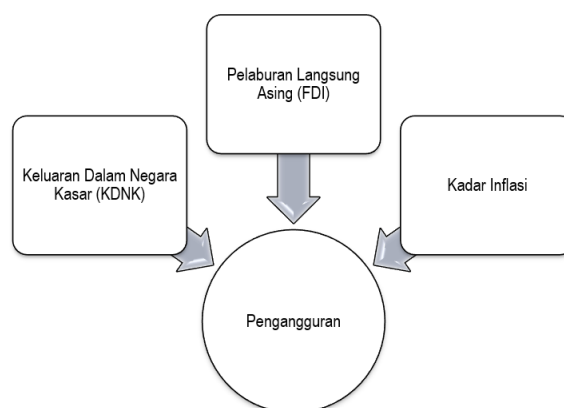 Pelaburan Langsung
Asing (FDI)
Keluaran Dalam Negara
Kasar (KDNK)
Kadar Inflasi
Pengangguran